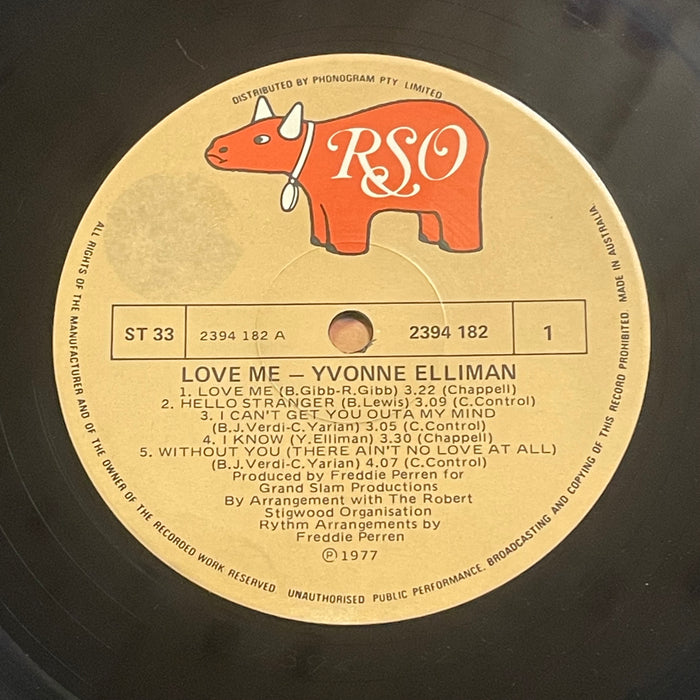 DISTRIBUTED BY PHONOGRAM PTY LIMITED
RSO
ST 33
2394 182 A
2394 182
1
LOVE ME – YVONNE ELLIMAN
1. LOVE ME (B.Gibb-R.Gibb) 3.22 (Chappell)
2. HELLO STRANGER (B.Lewis) 3.09 (C.Control)
3. I CAN'T GET YOU OUTA MY MIND
(B.J.Verdi-C.Yarian) 3.05 (C.Control)
4. I KNOW (Y.Elliman) 3.30 (Chappell)
5. WITHOUT YOU (THERE AIN'T NO LOVE AT ALL)
(B.J.Verdi-C.Yarian) 4.07 (C.Control)
Produced by Freddie Perren for
Grand Slam Productions
By Arrangement with The Robert
Stigwood Organisation
Rythm Arrangements by
Freddie Perren
℗1977
ALL RIGHTS OF THE MANUFACTURER AND OF THE OWNER OF THE RECORDED WORK RESERVED. UNAUTHORISED PUBLIC PERFORMANCE, BROADCASTING AND COPYING OF THIS RECORD PROHIBITED. MADE IN AUSTRALIA.